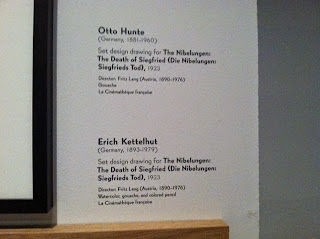 Otto Hunte
(Germany, 1881–1960)
Set design drawing for The Nibelungen:
The Death of Siegfried (Die Nibelungen:
Siegfrieds Tod), 1923
Director: Fritz Lang (Austria, 1890–1976)
Gouache
La Cinémathèque française
Erich Kettelhut
(Germany, 1893–1979)
Set design drawing for The Nibelungen:
The Death of Siegfried (Die Nibelungen:
Siegfrieds Tod), 1923
Director: Fritz Lang (Austria, 1890–1976)
Watercolor, gouache, and colored pencil
La Cinémathèque française